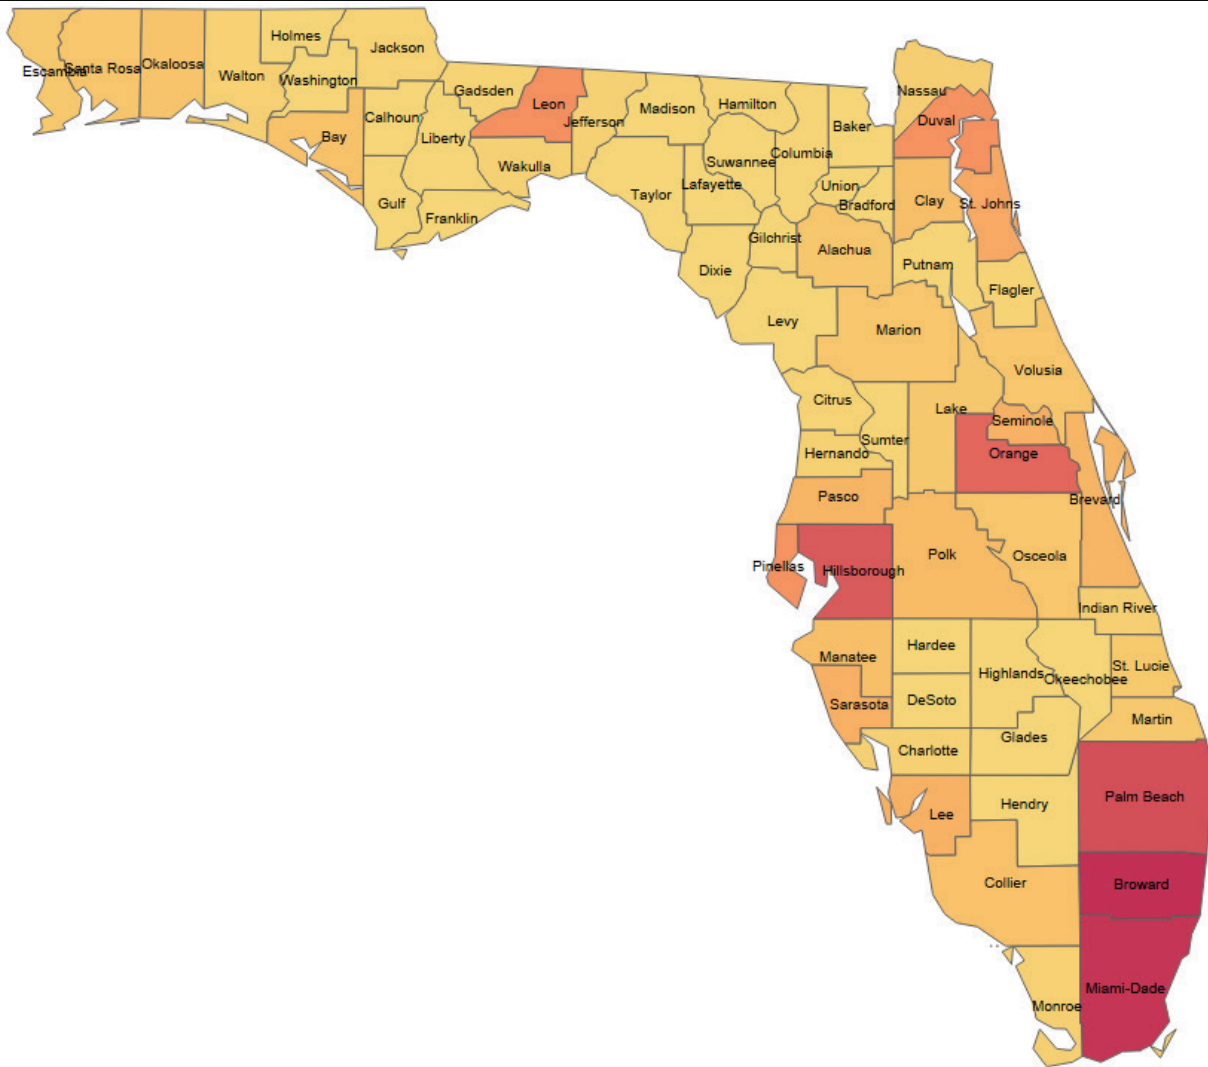 Holmes
Jackson
Escambia
Santa Rosa
Okaloosa
Walton
Washington
Gadsden
Leon
Jefferson
Madison
Hamilton
Nassau
Calhoun
Bay
Liberty
Wakulla
Suwannee
Columbia
Baker
Duval
Gulf
Franklin
Taylor
Lafayette
Union
Bradford
Clay
St. Johns
Dixie
Gilchrist
Alachua
Putnam
Flagler
Levy
Marion
Volusia
Citrus
Sumter
Lake
Seminole
Hernando
Orange
Pasco
Brevard
Pinellas
Hillsborough
Polk
Osceola
Indian River
Manatee
Hardee
Highlands
Okeechobee
St. Lucie
Sarasota
DeSoto
Martin
Charlotte
Glades
Lee
Hendry
Palm Beach
Collier
Broward
Monroe
Miami-Dade